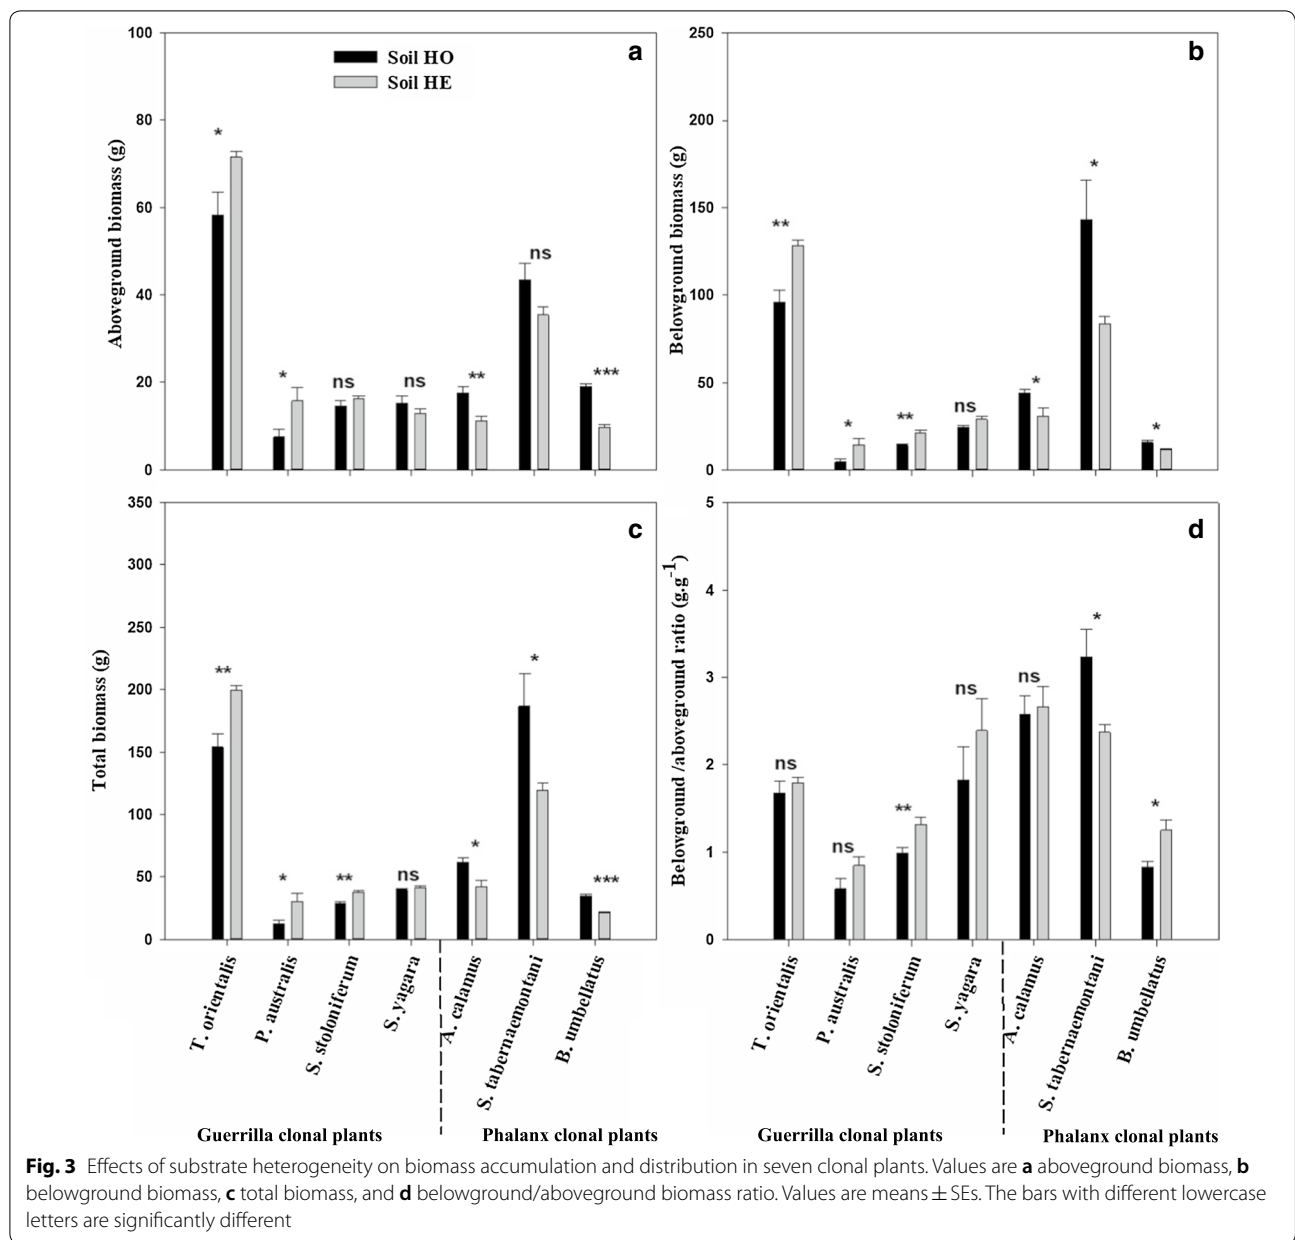 a
Soil HO
Soil HE
Aboveground biomass (g)
100
80
60
40
20
0
*
*
ns
ns
**
ns
***
b
Belowground biomass (g)
250
200
150
100
50
0
**
*
**
ns
*
*
*
c
Total biomass (g)
350
300
250
200
150
100
50
0
**
*
**
ns
*
*
***
d
Belowground /aboveground ratio (g.g-1)
5
4
3
2
1
0
ns
ns
**
ns
ns
*
*
T. orientalis
P. australis
S. stoloniferum
S. yagara
A. calamus
S. tabernaemontani
B. umbellatus
T. orientalis
P. australis
S. stoloniferum
S. yagara
A. calamus
S. tabernaemontani
B. umbellatus
Guerrilla clonal plants
Phalanx clonal plants
Guerrilla clonal plants
Phalanx clonal plants
Fig. 3 Effects of substrate heterogeneity on biomass accumulation and distribution in seven clonal plants. Values are a aboveground biomass, b
belowground biomass, c total biomass, and d belowground/aboveground biomass ratio. Values are means ± SEs. The bars with different lowercase
letters are significantly different